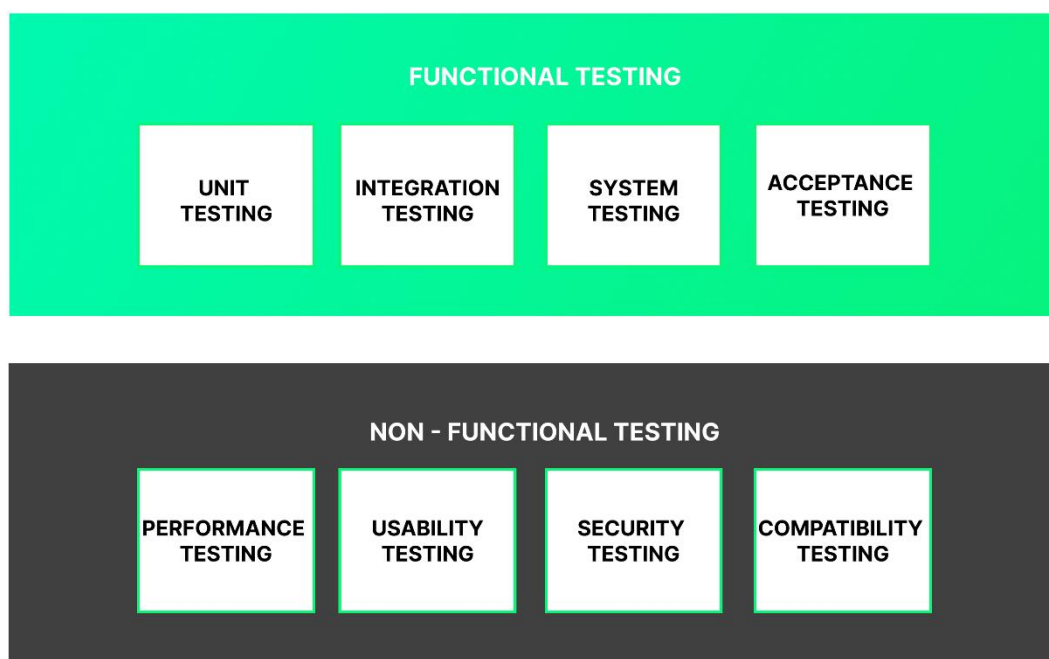 FUNCTIONAL TESTING
UNIT
TESTING
INTEGRATION
TESTING
SYSTEM
TESTING
ACCEPTANCE
TESTING
NON - FUNCTIONAL TESTING
PERFORMANCE
TESTING
USABILITY
TESTING
SECURITY
TESTING
COMPATIBILITY
TESTING